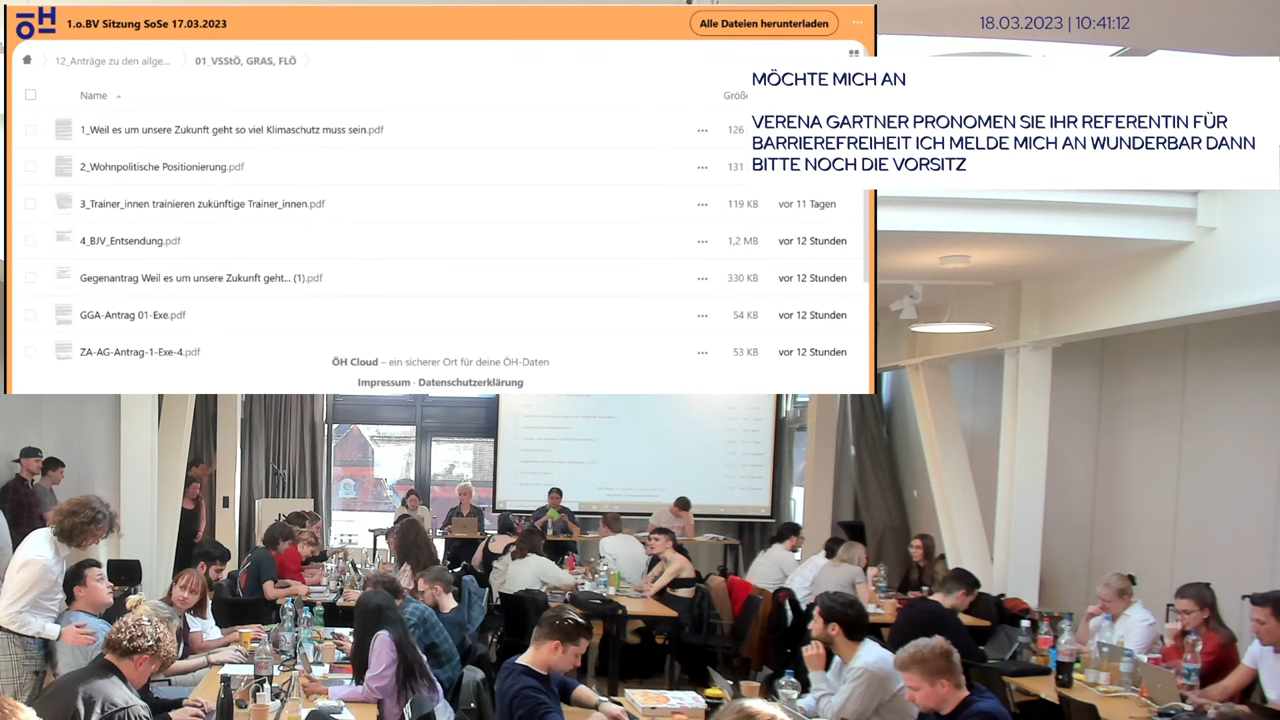 ŌH
1.o.BV Sitzung SoSe 17.03.2023
Alle Dateien herunterladen
18.03.2023 | 10:41:12
12_Anträge zu den allge...
01_VSStÖ, GRAS, FLÖ
Name
Größe
1_Weil es um unsere Zukunft geht so viel Klimaschutz muss sein.pdf
126
2_Wohnpolitische Positionierung.pdf
131
3_Trainer_innen trainieren zukünftige Trainer_innen.pdf
119 KB
vor 11 Tagen
4_BJV_Entsendung.pdf
1,2 MB
vor 12 Stunden
Gegenantrag Weil es um unsere Zukunft geht... (1).pdf
330 KB
vor 12 Stunden
GGA-Antrag 01-Exe.pdf
54 KB
vor 12 Stunden
ZA-AG-Antrag-1-Exe-4.pdf
53 KB
vor 12 Stunden
ÖH Cloud – ein sicherer Ort für deine ÖH-Daten
Impressum · Datenschutzerklärung
MÖCHTE MICH AN
VERENA GARTNER PRONOMEN SIE IHR REFERENTIN FÜR
BARRIEREFREIHEIT ICH MELDE MICH AN WUNDERBAR DANN
BITTE NOCH DIE VORSITZ